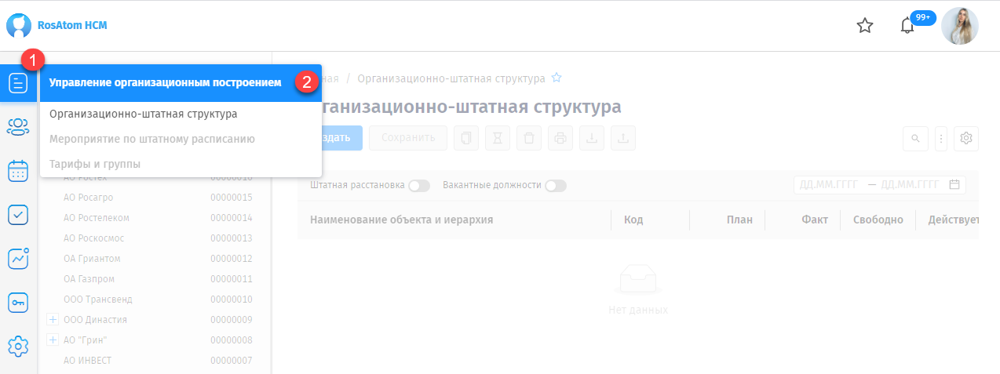 RosAtom HCM
99+
1
Управление организационным построением
2
Организационно-штатная структура
Мероприятие по штатному расписанию
Тарифы и группы
ная / Организационно-штатная структура
ганизационно-штатная структура
здать
Сохранить
АО Ростех 00000016
АО Росагро 00000015
АО Ростелеком 00000014
АО Роскосмос 00000013
ОА Гриантом 00000012
ОА Газпром 00000011
ООО Трансвенд 00000010
ООО Династия 00000009
АО "Грин" 00000008
АО ИНВЕСТ 00000007
Штатная расстановка
Вакантные должности
ДД.ММ.ГГГГ — ДД.ММ.ГГГГ
Наименование объекта и иерархия
Код
План
Факт
Свободно
Действует
Нет данных